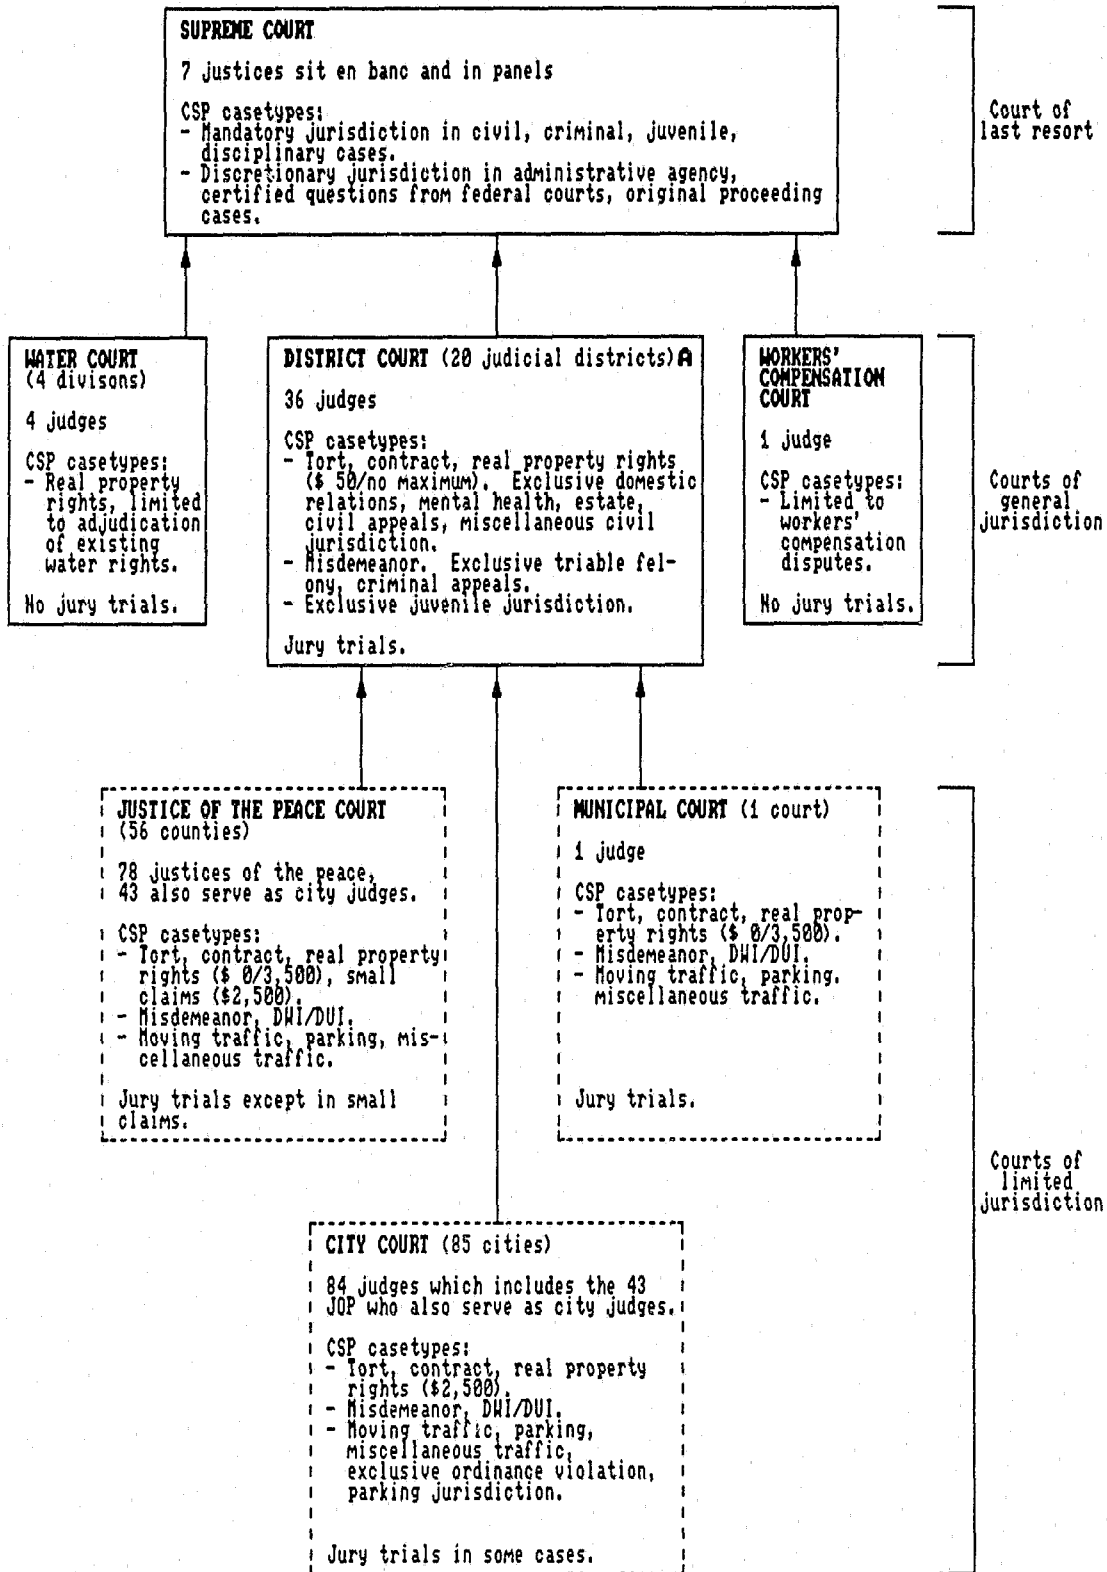 SUPREME COURT
7 justices sit en banc and in panels
CSP casetypes:
- Mandatory jurisdiction in civil, criminal, juvenile,
disciplinary cases.
- Discretionary jurisdiction in administrative agency,
certified questions from federal courts, original proceeding
cases.
Court of
last resort
WATER COURT
(4 divisons)
4 judges
CSP casetypes:
- Real property
rights, limited
to adjudication
of existing
water rights.
No jury trials.
DISTRICT COURT (20 judicial districts) A
36 judges
CSP casetypes:
- Tort, contract, real property rights
($ 50/no maximum). Exclusive domestic
relations, mental health, estate,
civil appeals, miscellaneous civil
jurisdiction.
- Misdemeanor. Exclusive triable fel-
ony, criminal appeals.
- Exclusive juvenile jurisdiction.
Jury trials.
WORKERS'
COMPENSATION
COURT
1 judge
CSP casetypes:
- Limited to
workers'
compensation
disputes.
No jury trials.
Courts of
general
jurisdiction
JUSTICE OF THE PEACE COURT
(56 counties)
78 justices of the peace,
43 also serve as city judges.
CSP casetypes:
- Tort, contract, real property
rights ($ 0/3,500), small
claims ($2,500).
- Misdemeanor, DWI/DUI.
- Moving traffic, parking, mis-
cellaneous traffic.
Jury trials except in small
claims.
MUNICIPAL COURT (1 court)
1 judge
CSP casetypes:
- Tort, contract, real prop-
erty rights ($ 0/3,500).
- Misdemeanor, DWI/DUI.
- Moving traffic, parking.
miscellaneous traffic.
Jury trials.
Courts of
limited
jurisdiction
CITY COURT (85 cities)
84 judges which includes the 43
JOP who also serve as city judges.
CSP casetypes:
- Tort, contract, real property
rights ($2,500).
- Misdemeanor, DWI/DUI.
- Moving traffic, parking,
miscellaneous traffic,
exclusive ordinance violation,
parking jurisdiction.
Jury trials in some cases.